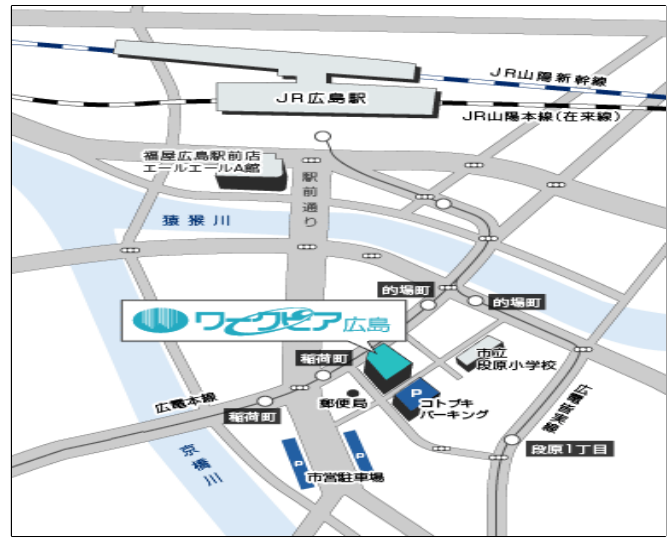 JR山陽新幹線
JR広島駅
JR山陽本線(在来線)
福屋広島駅前店
エールエールA館
駅前通り
猿猴川
的場町
的場町
ワークピア広島
稲荷町
市立
段原小学校
P
コトブキ
パーキング
郵便局
広電本線
稲荷町
広電皆実線
段原1丁目
京橋川
P
P
市営駐車場